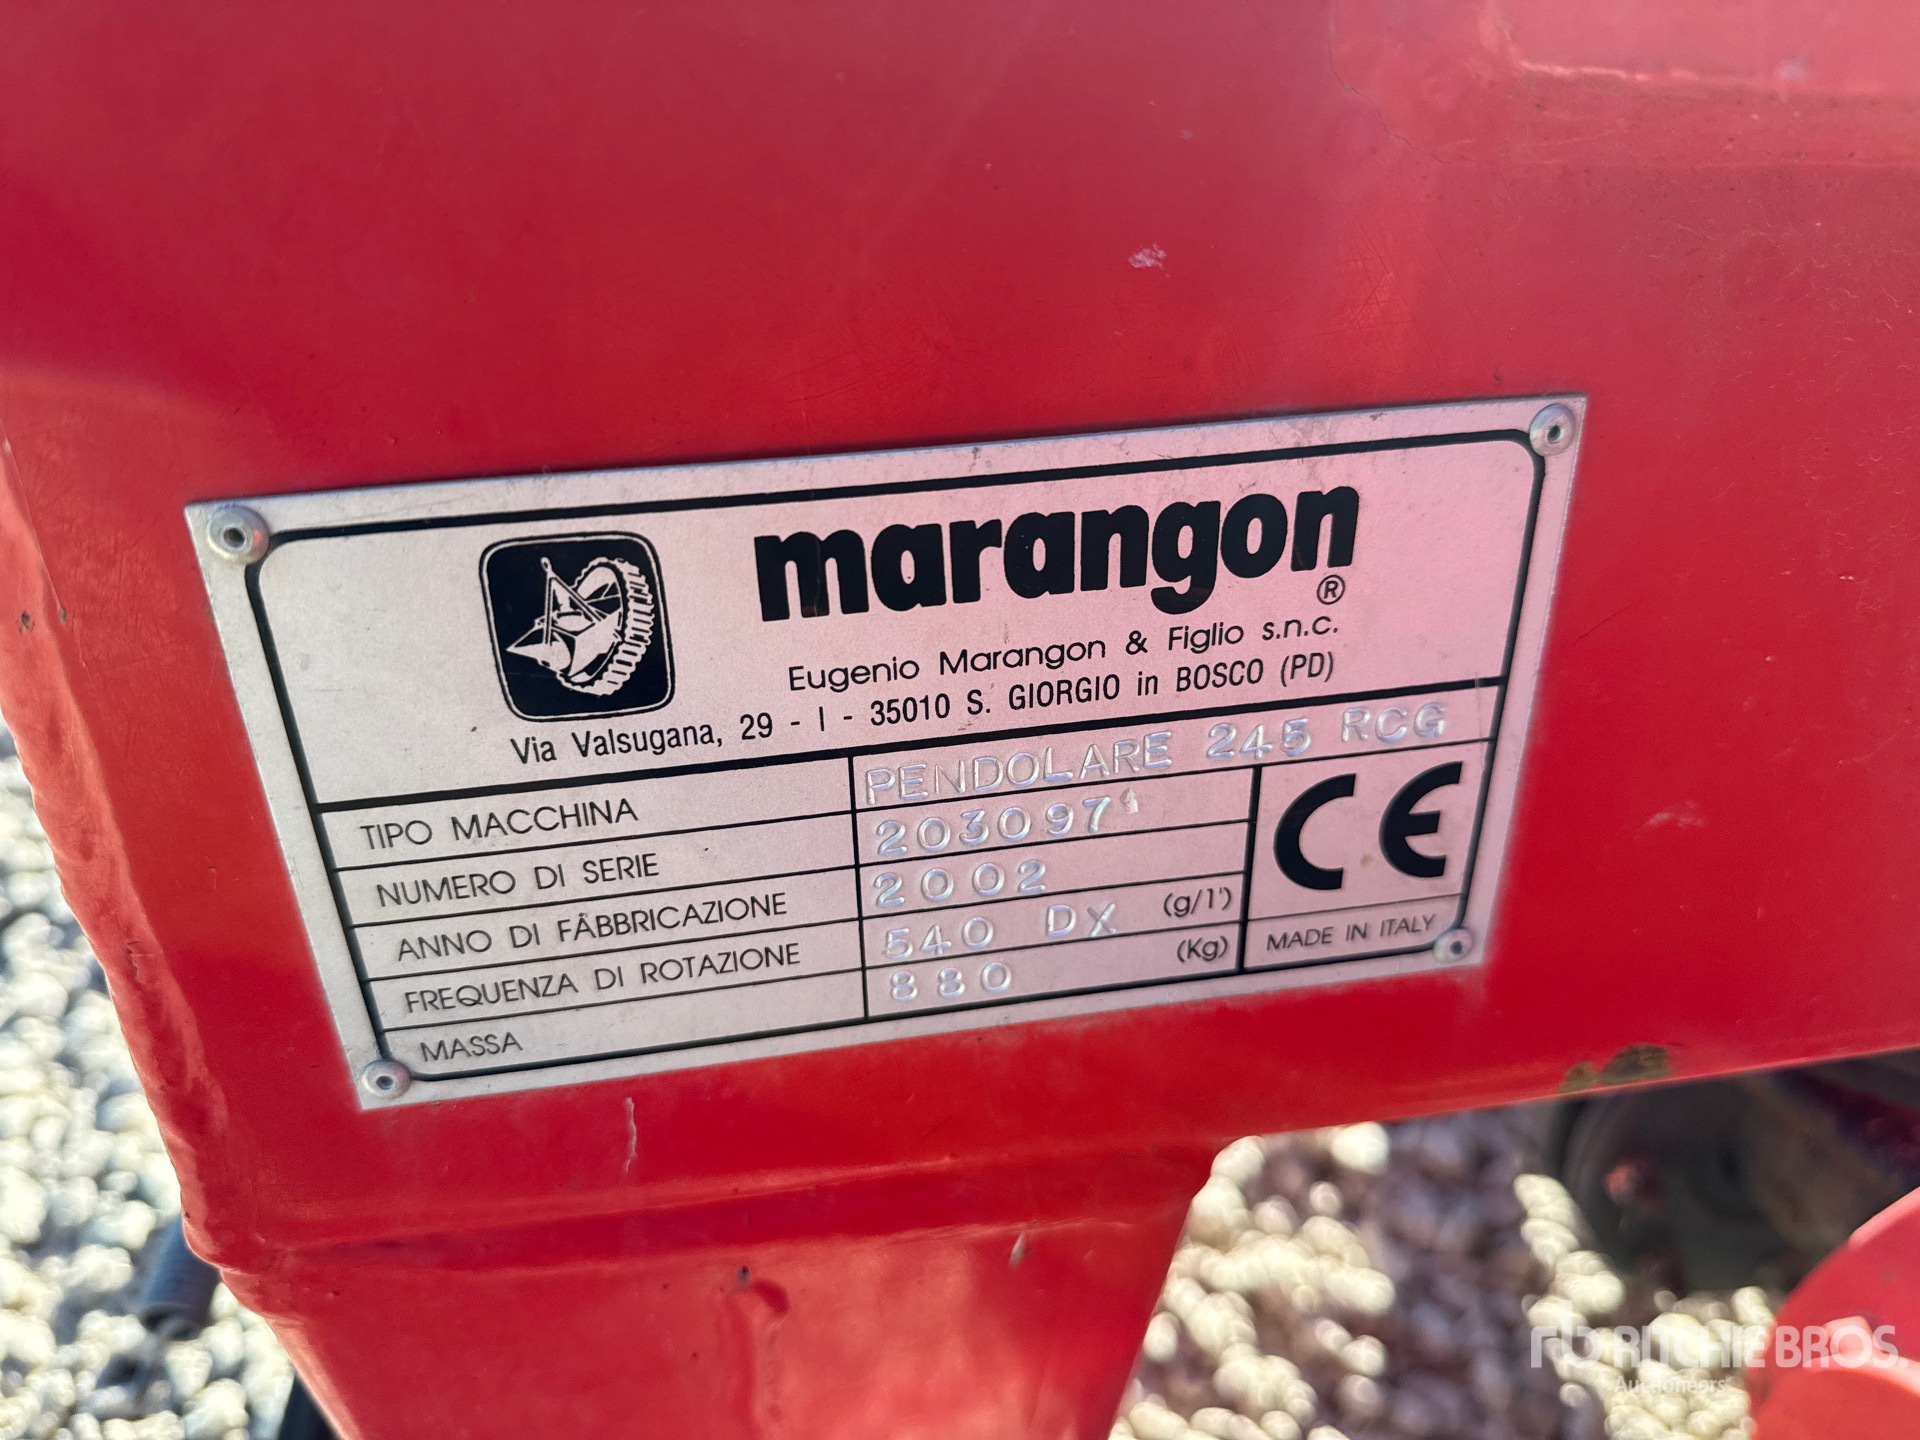 marangon
®
Eugenio Marangon & Figlio s.n.c.
Via Valsugana, 29 - I - 35010 S. GIORGIO in BOSCO (PD)
TIPO MACCHINA PENDOLARE 245 RCG
NUMERO DI SERIE 203097
ANNO DI FABBRICAZIONE 2002
FREQUENZA DI ROTAZIONE 540 DX (g/1')
MASSA 880 (Kg)
CE
MADE IN ITALY
rb RITCHIE BROS.
Auctioneers